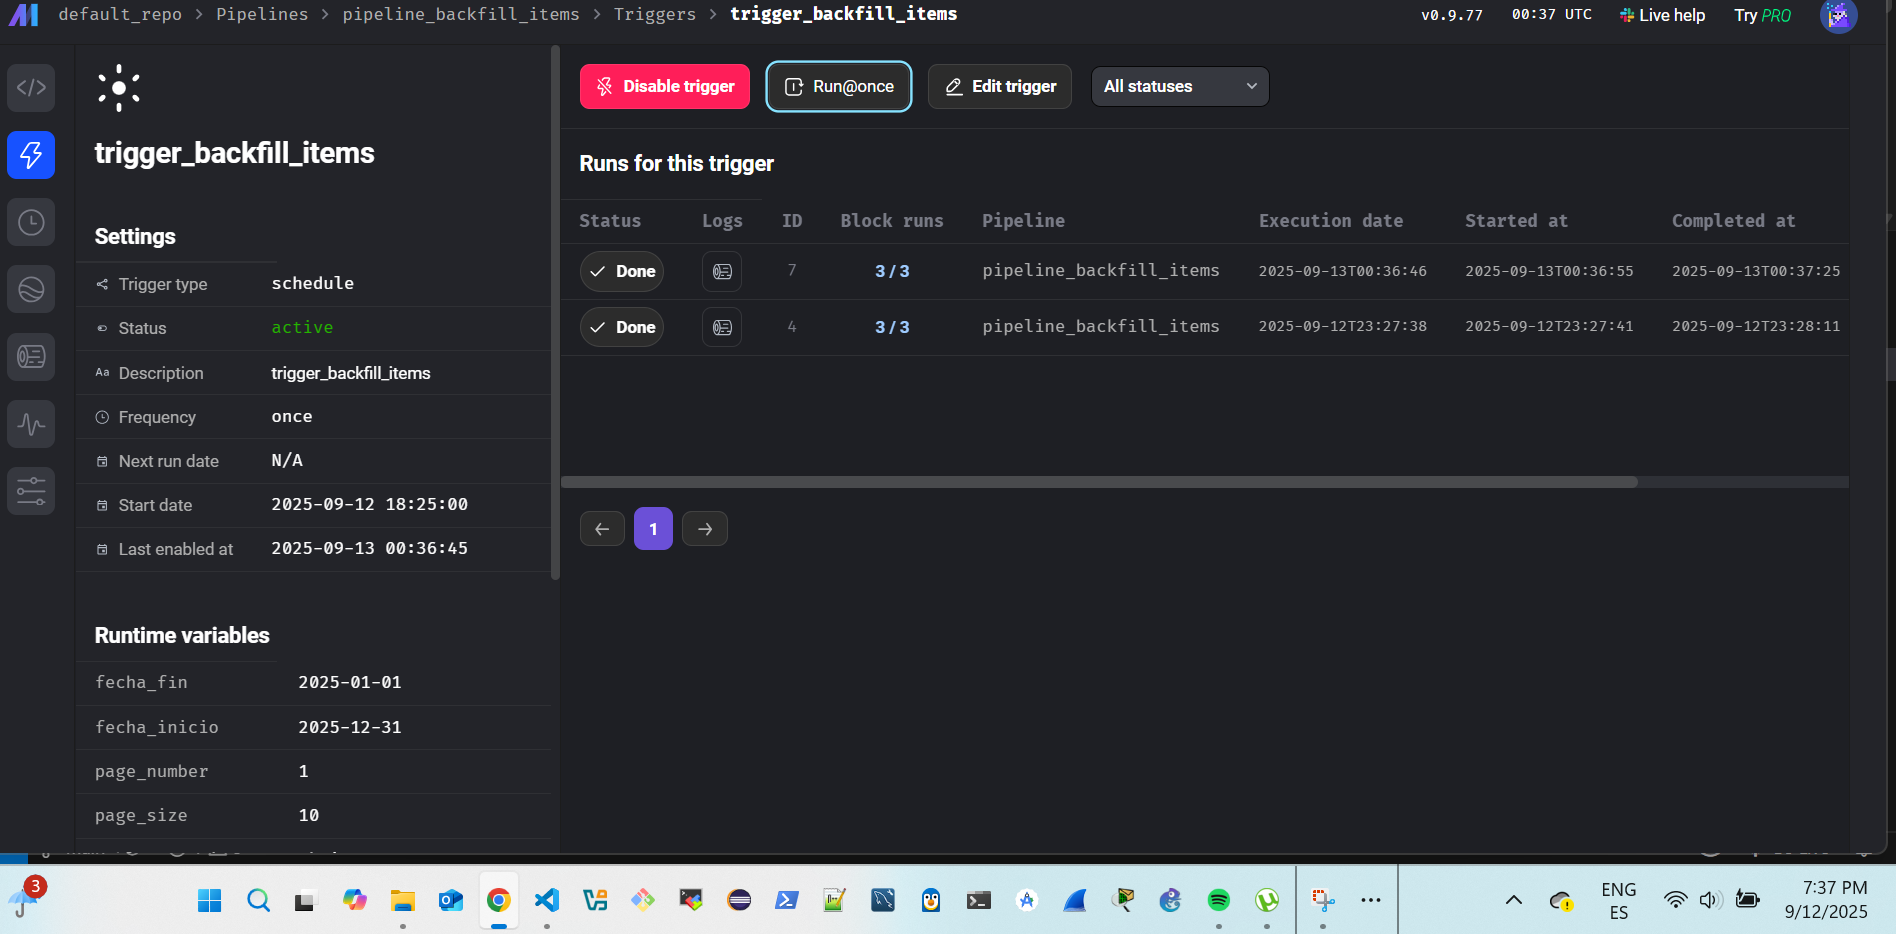 default_repo > Pipelines > pipeline_backfill_items > Triggers > trigger_backfill_items
v0.9.77 00:37 UTC Live help Try PRO
Disable trigger Run@once Edit trigger All statuses
trigger_backfill_items
Settings
Trigger type schedule
Status active
Aa Description trigger_backfill_items
Frequency once
Next run date N/A
Start date 2025-09-12 18:25:00
Last enabled at 2025-09-13 00:36:45
Runtime variables
fecha_fin 2025-01-01
fecha_inicio 2025-12-31
page_number 1
page_size 10
Runs for this trigger
Status Logs ID Block runs Pipeline Execution date Started at Completed at
Done 7 3/3 pipeline_backfill_items 2025-09-13T00:36:46 2025-09-13T00:36:55 2025-09-13T00:37:25
Done 4 3/3 pipeline_backfill_items 2025-09-12T23:27:38 2025-09-12T23:27:41 2025-09-12T23:28:11
← 1 →
3
ENG
ES
7:37 PM
9/12/2025